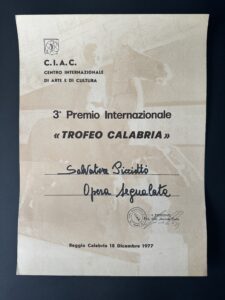 C.I.A.C.
CENTRO INTERNAZIONALE
DI ARTE E DI CULTURA
3° Premio Internazionale
«TROFEO CALABRIA»
Salvatore Picciotto
Opera Segnalata
Reggio Calabria 18 Dicembre 1977